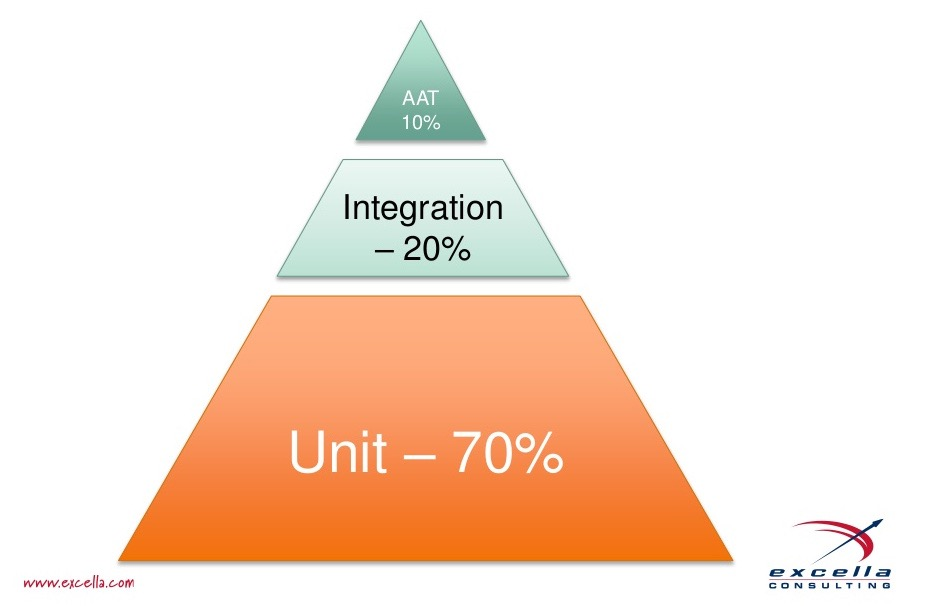 AAT
10%
Integration
– 20%
Unit – 70%
www.excella.com
excella
CONSULTING